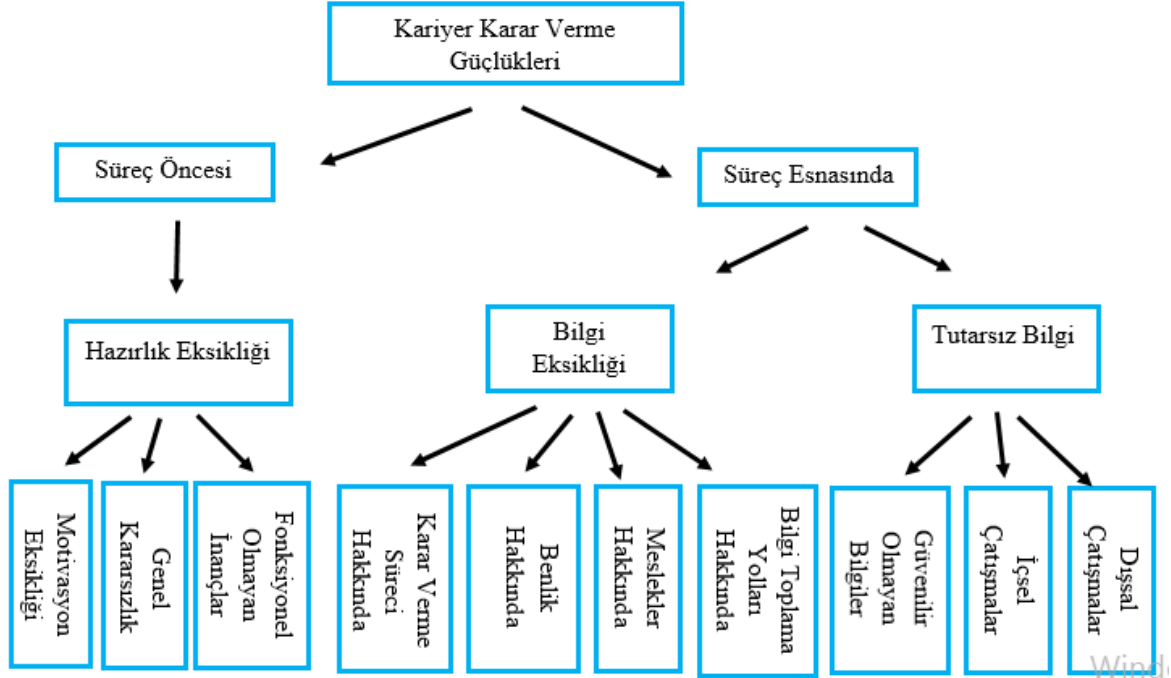 Kariyer Karar Verme
Güçlükleri
Süreç Öncesi
Süreç Esnasında
Hazırlık Eksikliği
Bilgi
Eksikliği
Tutarsız Bilgi
Motivasyon
Eksikliği
Genel
Kararsızlık
Fonksiyonel
Olmayan
İnançlar
Karar Verme
Süreci
Hakkında
Benlik
Hakkında
Meslekler
Hakkında
Bilgi Toplama
Yolları
Hakkında
Güvenilir
Olmayan
Bilgiler
İçsel
Çatışmalar
Dışsal
Çatışmalar